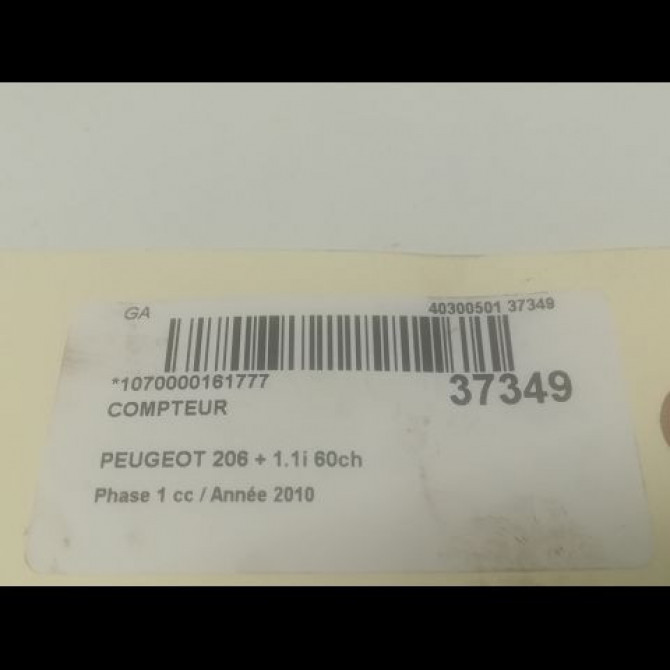 GA 40300501 37349
*1070000161777 37349
COMPTEUR
PEUGEOT 206 + 1.1i 60ch
Phase 1 cc / Année 2010